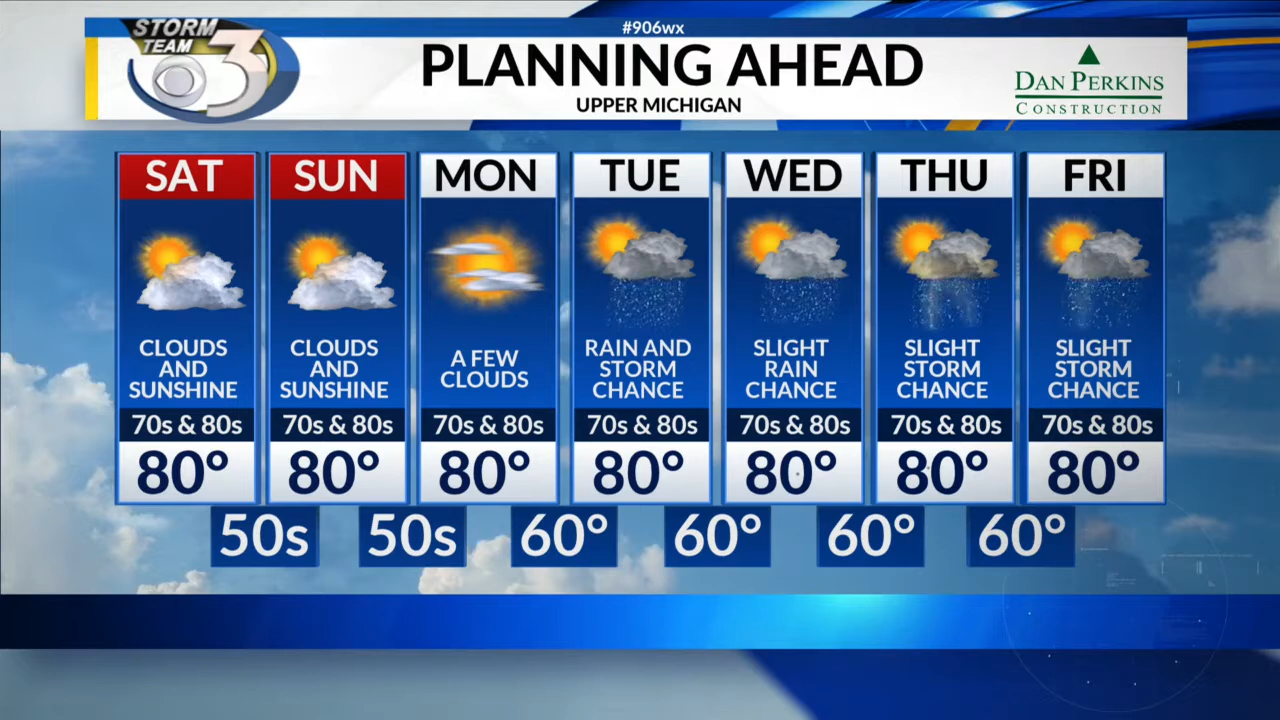 #906wx
STORM
TEAM
3
PLANNING AHEAD
UPPER MICHIGAN
DAN PERKINS
CONSTRUCTION
SAT
CLOUDS
AND
SUNSHINE
70s & 80s
80°
SUN
CLOUDS
AND
SUNSHINE
70s & 80s
80°
MON
A FEW
CLOUDS
70s & 80s
80°
TUE
RAIN AND
STORM
CHANCE
70s & 80s
80°
WED
SLIGHT
RAIN
CHANCE
70s & 80s
80°
THU
SLIGHT
STORM
CHANCE
70s & 80s
80°
FRI
SLIGHT
STORM
CHANCE
70s & 80s
80°
50s
50s
60°
60°
60°
60°